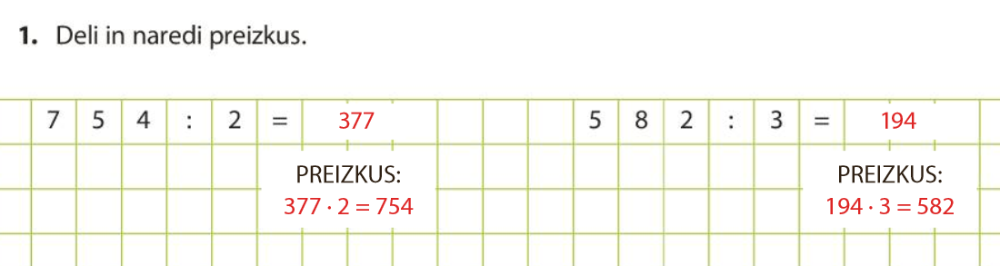 1. Deli in naredi preizkus.
7 5 4 : 2 = 377
5 8 2 : 3 = 194
PREIZKUS:
377 · 2 = 754
PREIZKUS:
194 · 3 = 582